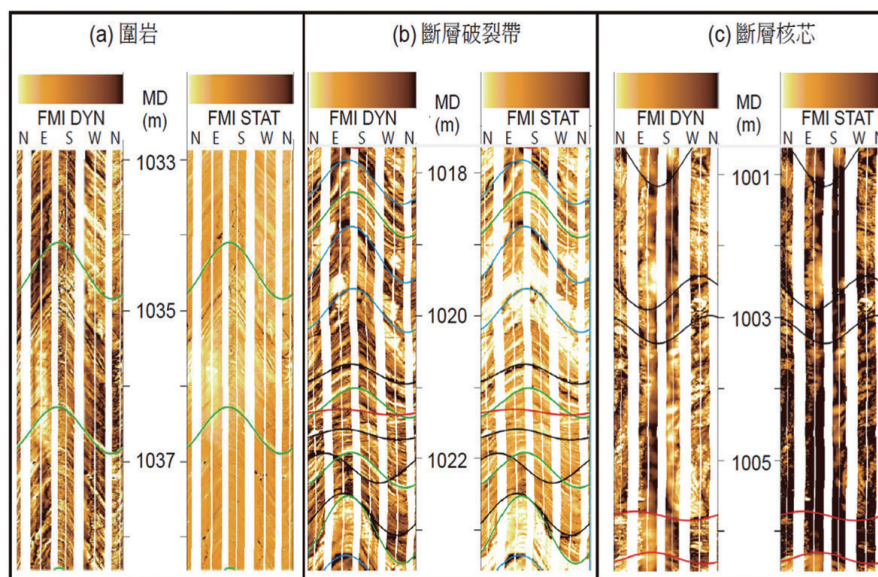 (a) 圍岩
FMI DYN
N E S W N
MD
(m)
FMI STAT
N E S W N
1033
1035
1037
(b) 斷層破裂帶
FMI DYN
N E S W N
MD
(m)
FMI STAT
N E S W N
1018
1020
1022
(c) 斷層核芯
FMI DYN
N E S W N
MD
(m)
FMI STAT
N E S W N
1001
1003
1005